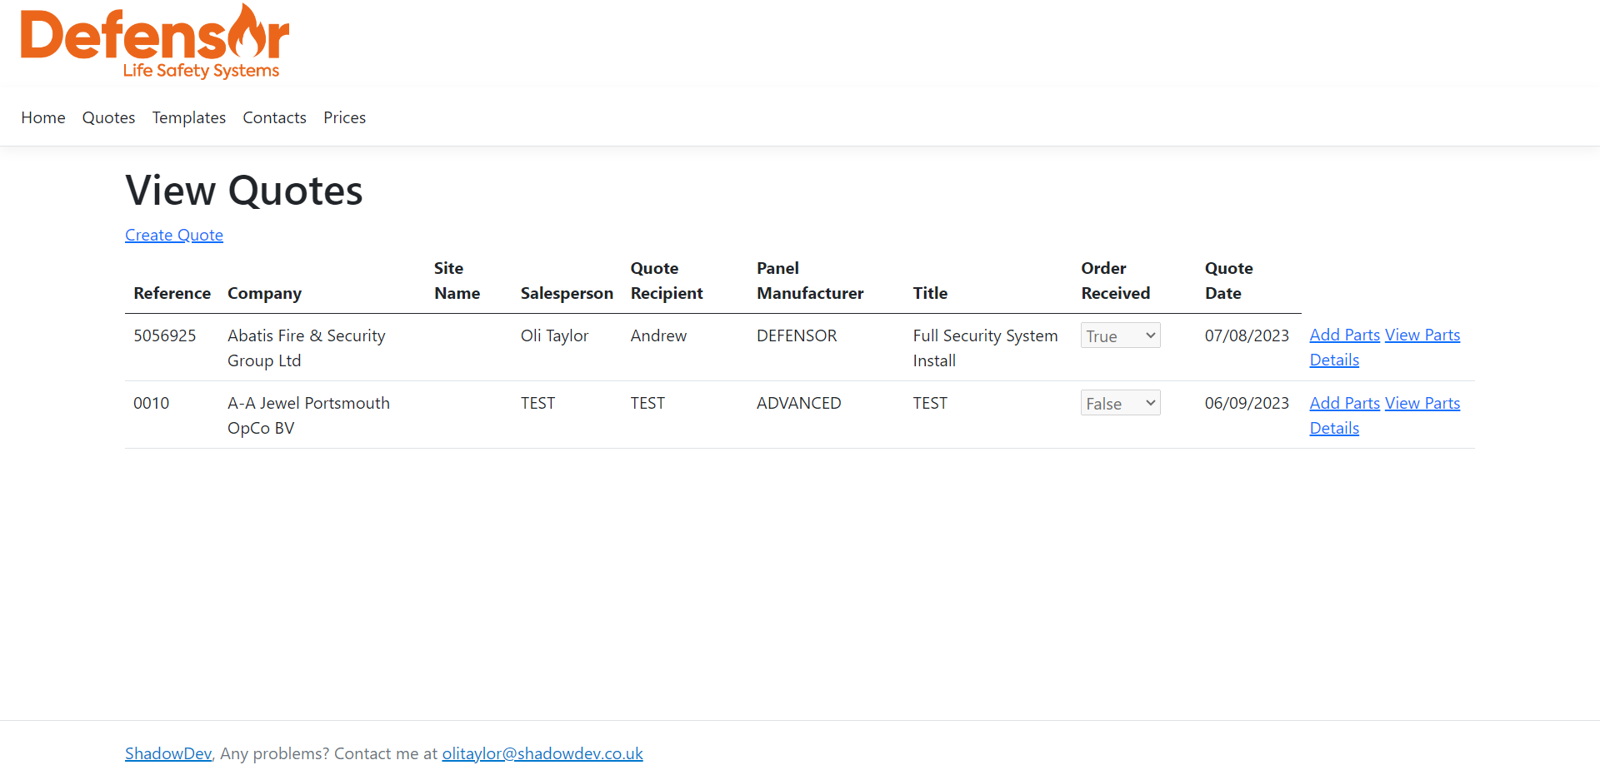 Defensor
Life Safety Systems
Home Quotes Templates Contacts Prices
View Quotes
Create Quote
Reference Company Site Name Salesperson Quote Recipient Panel Manufacturer Title Order Received Quote Date
5056925 Abatis Fire & Security Group Ltd Oli Taylor Andrew DEFENSOR Full Security System Install True 07/08/2023 Add Parts View Parts Details
0010 A-A Jewel Portsmouth OpCo BV TEST TEST ADVANCED TEST False 06/09/2023 Add Parts View Parts Details
ShadowDev, Any problems? Contact me at olitaylor@shadowdev.co.uk